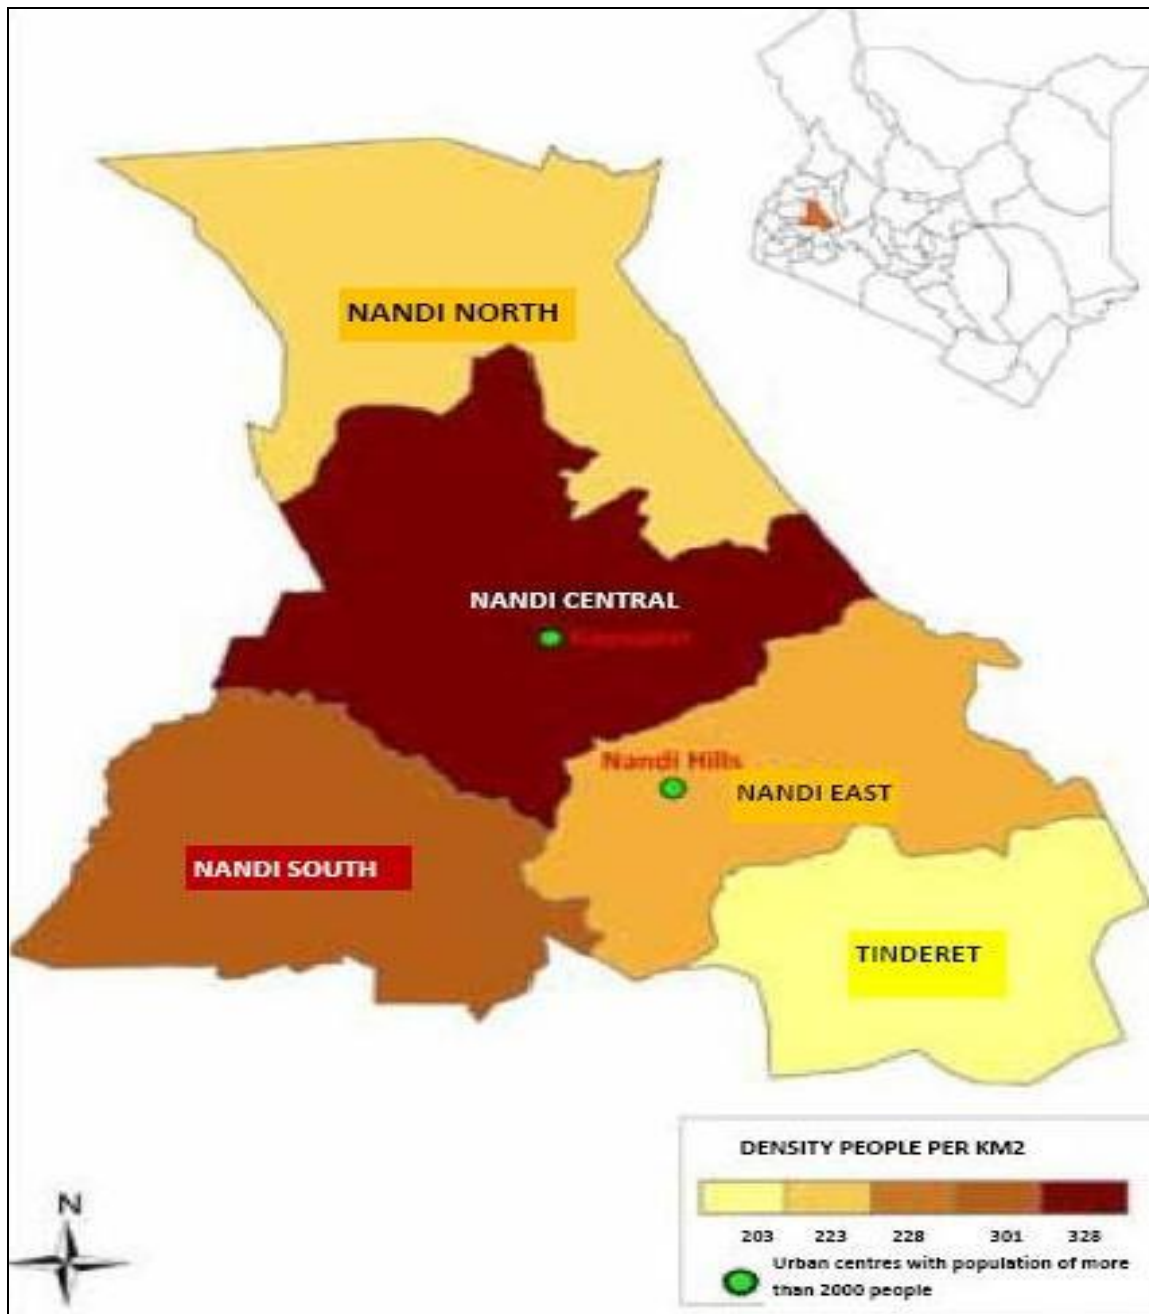 NANDI NORTH
NANDI CENTRAL
Nandi Hills
NANDI EAST
NANDI SOUTH
TINDERET
DENSITY PEOPLE PER KM2
203 223 228 301 328
Urban centres with population of more
than 2000 people
N